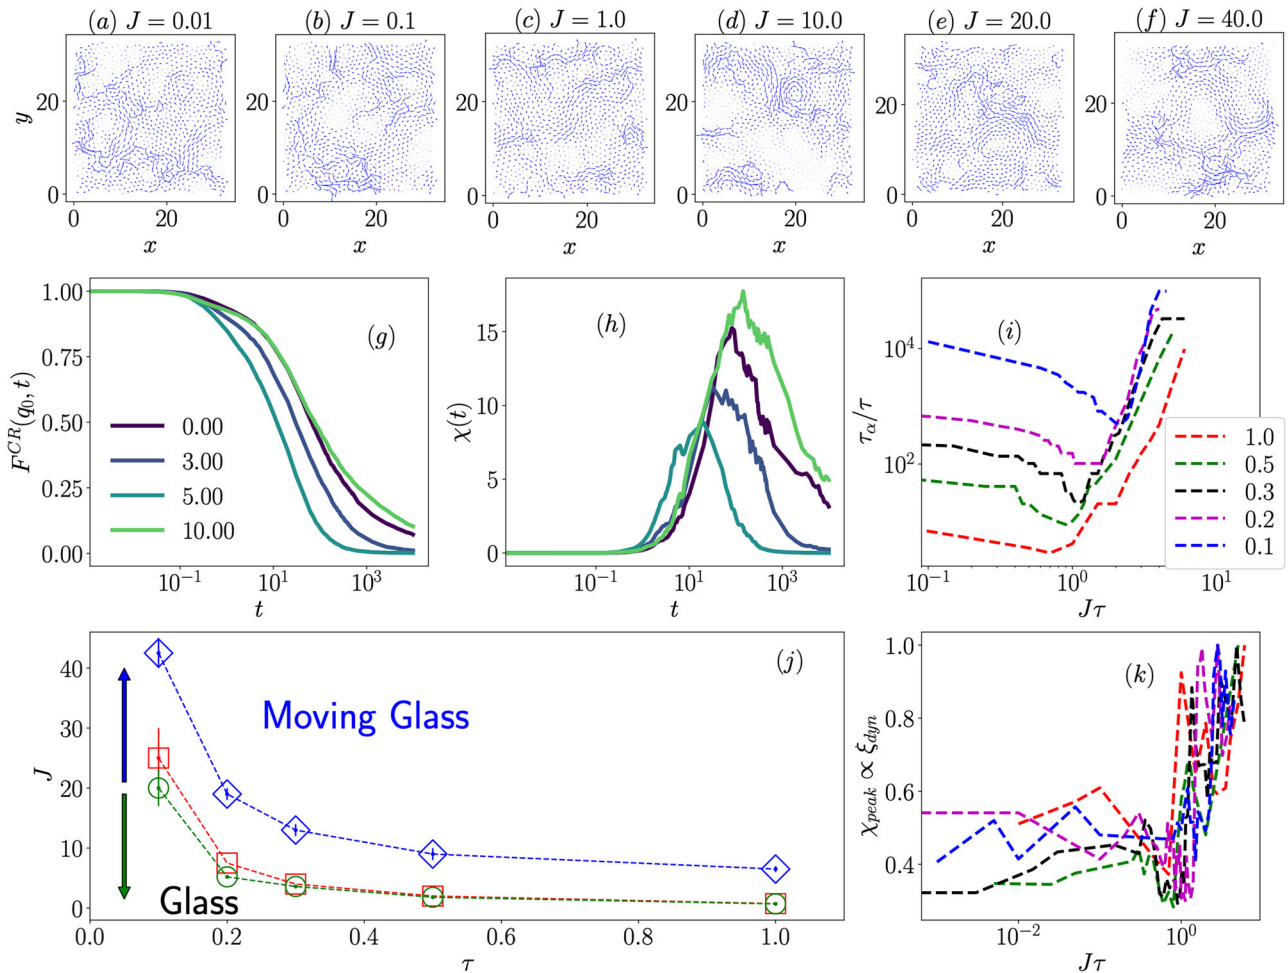 (a) J = 0.01
(b) J = 0.1
(c) J = 1.0
(d) J = 10.0
(e) J = 20.0
(f) J = 40.0
y
20
0
20
0
20
0
20
0
20
0
20
0
0 20
0 20
0 20
0 20
0 20
0 20
x
x
x
x
x
x
F^{CR}(q_0, t)
1.00
0.75
0.50
0.25
0.00
(g)
0.00
3.00
5.00
10.00
10^{-1} 10^{1} 10^{3}
t
χ(t)
15
10
5
0
(h)
10^{-1} 10^{1} 10^{3}
t
τ_α/τ
10^{4}
10^{2}
(i)
1.0
0.5
0.3
0.2
0.1
10^{-1} 10^{0} 10^{1}
Jτ
J
40
30
20
10
0
(j)
Moving Glass
Glass
0.0 0.2 0.4 0.6 0.8 1.0
τ
χ_{peak} ∝ ξ_{dyn}
1.0
0.8
0.6
0.4
(k)
10^{-2} 10^{0}
Jτ